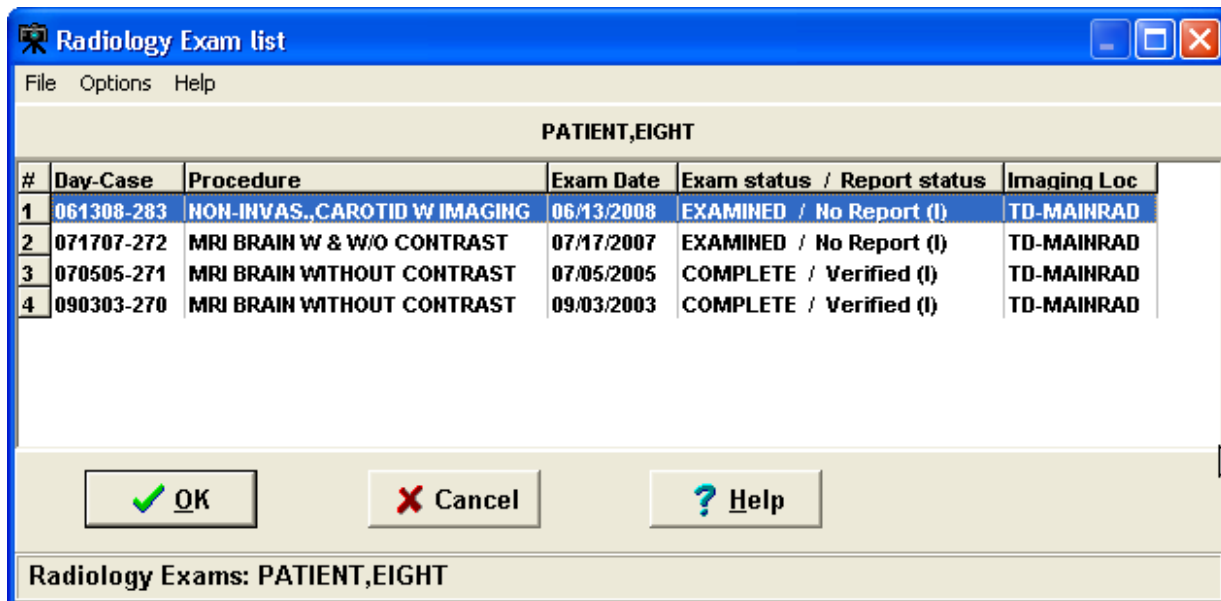 Radiology Exam list
File Options Help
PATIENT,EIGHT
# Day-Case Procedure Exam Date Exam status / Report status Imaging Loc
1 061308-283 NON-INVAS.,CAROTID W IMAGING 06/13/2008 EXAMINED / No Report (I) TD-MAINRAD
2 071707-272 MRI BRAIN W & W/O CONTRAST 07/17/2007 EXAMINED / No Report (I) TD-MAINRAD
3 070505-271 MRI BRAIN WITHOUT CONTRAST 07/05/2005 COMPLETE / Verified (I) TD-MAINRAD
4 090303-270 MRI BRAIN WITHOUT CONTRAST 09/03/2003 COMPLETE / Verified (I) TD-MAINRAD
OK Cancel Help
Radiology Exams: PATIENT,EIGHT